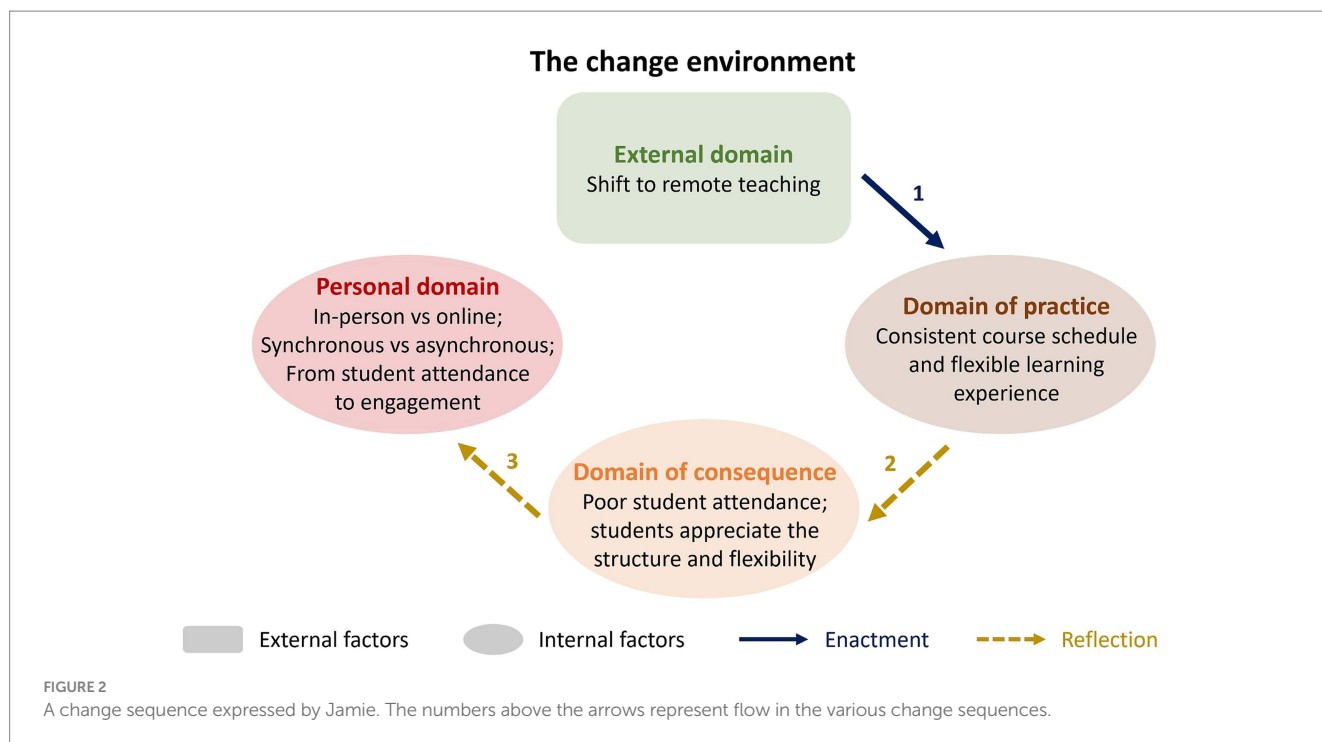 The change environment
External domain
Shift to remote teaching
1
Personal domain
In-person vs online;
Synchronous vs asynchronous;
From student attendance
to engagement
Domain of practice
Consistent course schedule
and flexible learning
experience
2
3
Domain of consequence
Poor student attendance;
students appreciate the
structure and flexibility
External factors
Internal factors
Enactment
Reflection
FIGURE 2
A change sequence expressed by Jamie. The numbers above the arrows represent flow in the various change sequences.